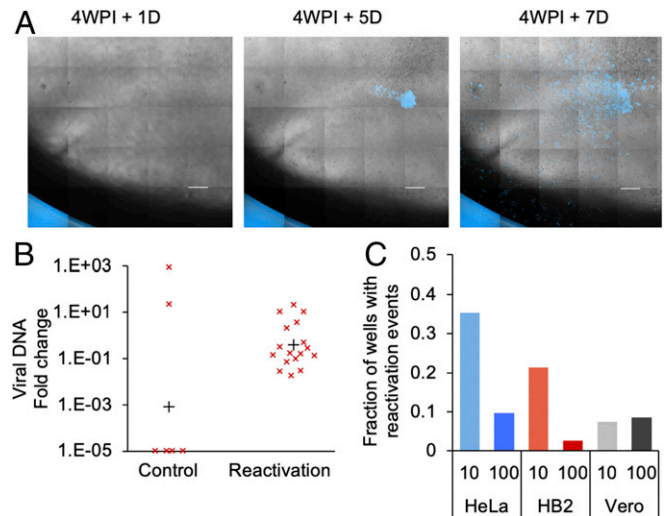 A
4WPI + 1D
4WPI + 5D
4WPI + 7D
B
Viral DNA
Fold change
1.E+03
1.E+01
1.E-01
1.E-03
1.E-05
Control
Reactivation
C
Fraction of wells with
reactivation events
0.5
0.4
0.3
0.2
0.1
0
10 100 10 100 10 100
HeLa HB2 Vero